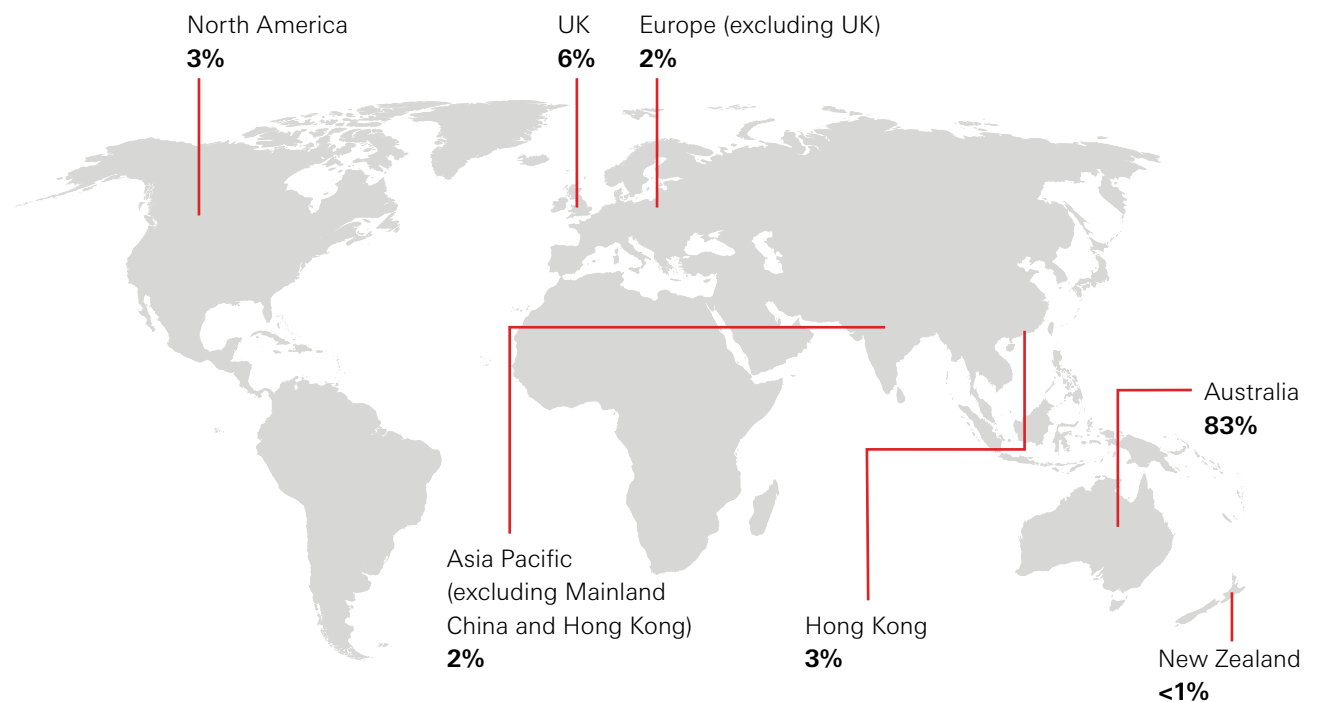 North America
3%
UK
6%
Europe (excluding UK)
2%
Australia
83%
Asia Pacific
(excluding Mainland
China and Hong Kong)
2%
Hong Kong
3%
New Zealand
<1%